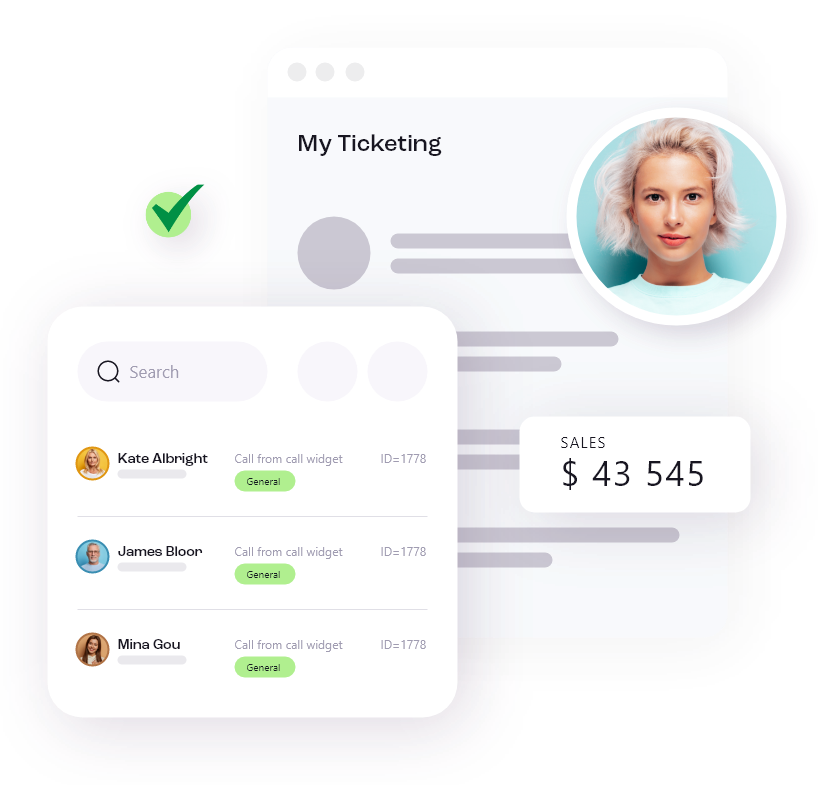 My Ticketing
Search
Kate Albright
Call from call widget
ID=1778
General
James Bloor
Call from call widget
ID=1778
General
Mina Gou
Call from call widget
ID=1778
General
SALES
$ 43 545